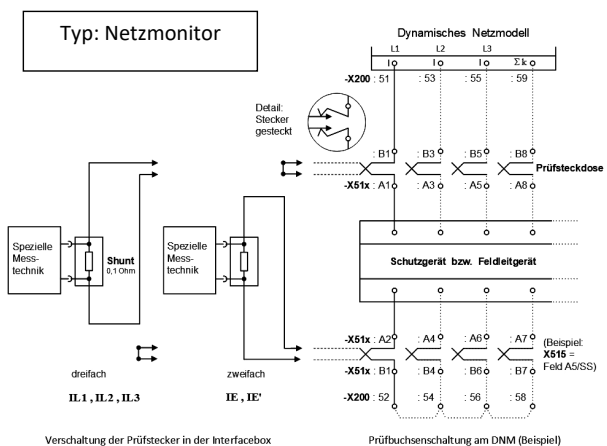 Typ: Netzmonitor
Dynamisches Netzmodell
L1 L2 L3
I I I Σk
-X200 : 51 : 53 : 55 : 59
Detail:
Stecker
gesteckt
: B1 : B3 : B5 : B8
Prüfsteckdose
-X51x : A1 : A3 : A5 : A8
Spezielle
Mess-
technik
Shunt
0,1 Ohm
Spezielle
Mess-
technik
Schutzgerät bzw. Feldleitgerät
-X51x : A2 : A4 : A6 : A7
(Beispiel:
X515 =
Feld A5/SS)
-X51x : B1 : B4 : B6 : B7
-X200 : 52 : 54 : 56 : 58
dreifach
IL1 , IL2 , IL3
zweifach
IE , IE'
Verschaltung der Prüfstecker in der Interfacebox
Prüfbuchsenschaltung am DNM (Beispiel)